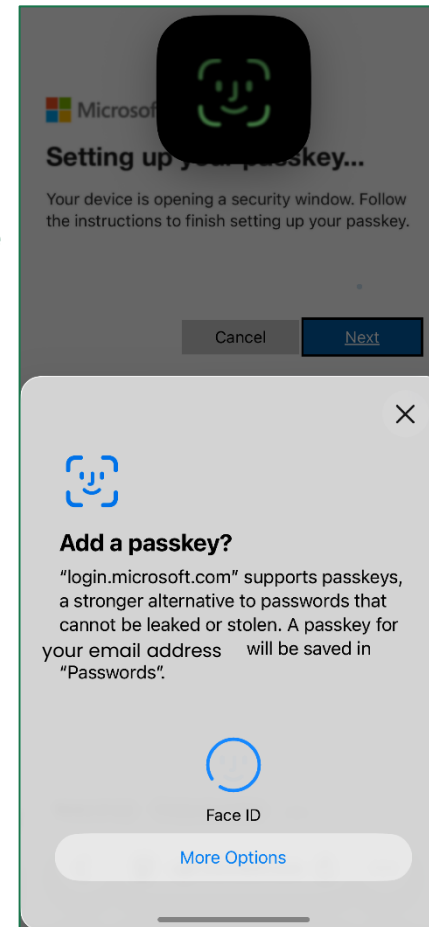 Microsof
Setting up your passkey...
Your device is opening a security window. Follow
the instructions to finish setting up your passkey.
Cancel
Next
Add a passkey?
“login.microsoft.com” supports passkeys,
a stronger alternative to passwords that
cannot be leaked or stolen. A passkey for
your email address will be saved in
“Passwords”.
Face ID
More Options